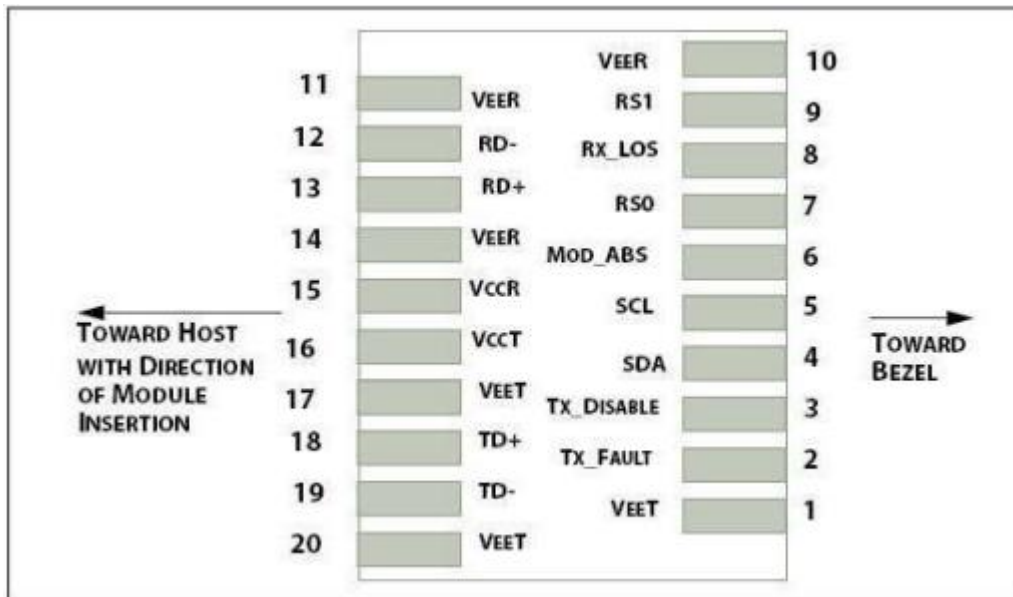 11 VEER
12 RD-
13 RD+
14 VEER
15 VCCR
16 VCCT
17 VEET
18 TD+
19 TD-
20 VEET
VEER 10
RS1 9
RX_LOS 8
RS0 7
MOD_ABS 6
SCL 5
SDA 4
TX_DISABLE 3
TX_FAULT 2
VEET 1
TOWARD HOST
WITH DIRECTION
OF MODULE
INSERTION
TOWARD
BEZEL